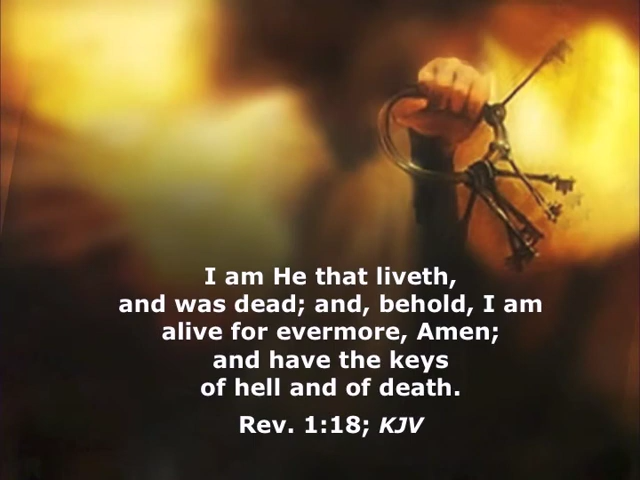 I am He that liveth,
and was dead; and, behold, I am
alive for evermore, Amen;
and have the keys
of hell and of death.
Rev. 1:18; KJV